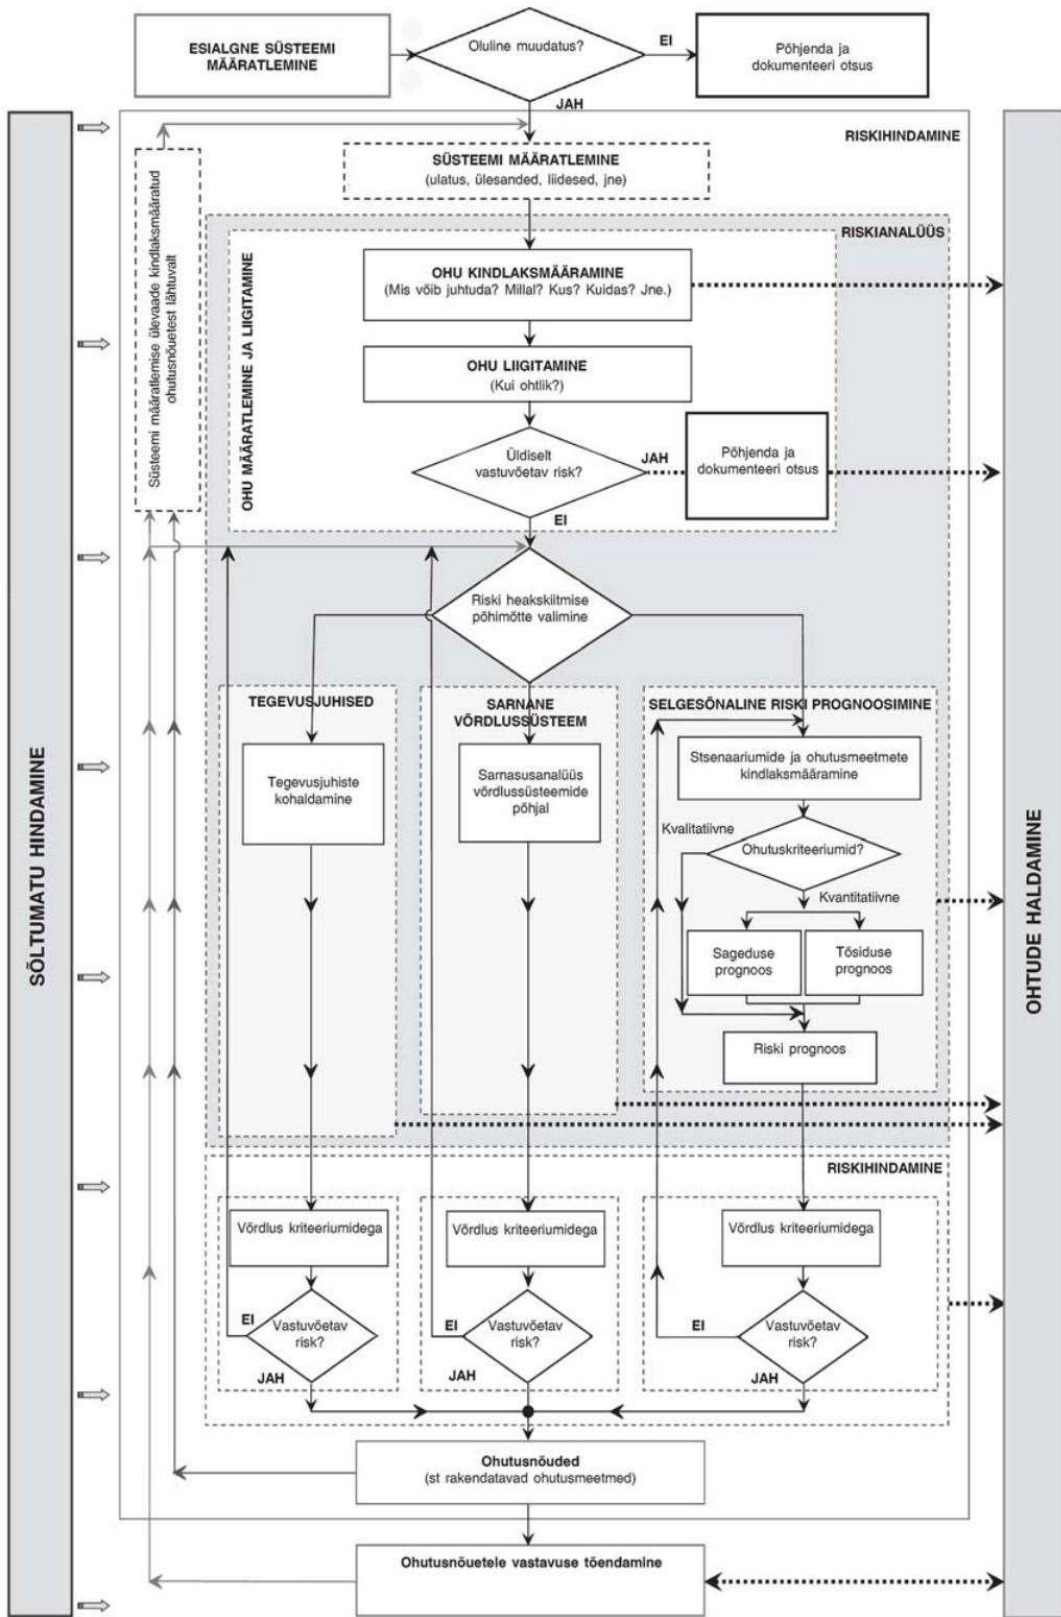 ESIALGNE SÜSTEEMI
MÄÄRATLEMINE
Oluline muudatus?
EI
Põhjenda ja
dokumenteeri otsus
JAH
RISKIHINDAMINE
SÜSTEEMI MÄÄRATLEMINE
(ulatus, ülesanded, liidesed, jne)
Süsteemi määratlemise ülevaade kindlaksmääratud
ohutusnõuetest lähtuvalt
RISKIANALÜÜS
OHU MÄÄRATLEMINE JA LIIGITAMINE
OHU KINDLAKSMÄÄRAMINE
(Mis võib juhtuda? Millal? Kus? Kuidas? Jne.)
OHU LIIGITAMINE
(Kui ohtlik?)
Üldiselt
vastuvõetav risk?
JAH
Põhjenda ja
dokumenteeri otsus
EI
Riski heakskiitmise
põhimõtte valimine
TEGEVUSJUHISED
SARNANE
VÕRDLUSSÜSTEEM
SELGESÕNALINE RISKI PROGNOOSIMINE
Tegevusjuhiste
kohaldamine
Sarnasusanalüüs
võrdlussüsteemide
põhjal
Stsenaariumide ja ohutusmeetmete
kindlaksmääramine
Kvalitatiivne
Ohutuskriteeriumid?
Kvantitatiivne
Sageduse
prognoos
Tõsiduse
prognoos
Riski prognoos
RISKIHINDAMINE
Võrdlus kriteeriumidega
Võrdlus kriteeriumidega
Võrdlus kriteeriumidega
EI
Vastuvõetav
risk?
JAH
EI
Vastuvõetav
risk?
JAH
EI
Vastuvõetav
risk?
JAH
Ohutusnõuded
(st rakendatavad ohutusmeetmed)
Ohutusnõuetele vastavuse tõendamine
SÕLTUMATU HINDAMINE
OHTUDE HALDAMINE